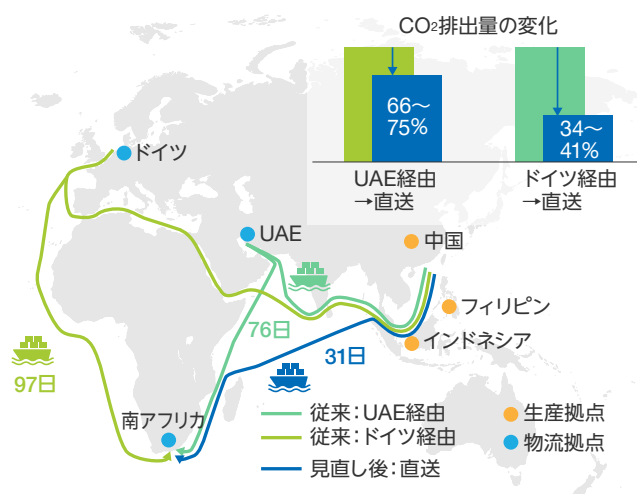 CO₂排出量の変化
66〜
75%
34〜
41%
UAE経由
→直送
ドイツ経由
→直送
ドイツ
UAE
中国
フィリピン
インドネシア
76日
31日
97日
南アフリカ
従来：UAE経由
従来：ドイツ経由
見直し後：直送
生産拠点
物流拠点